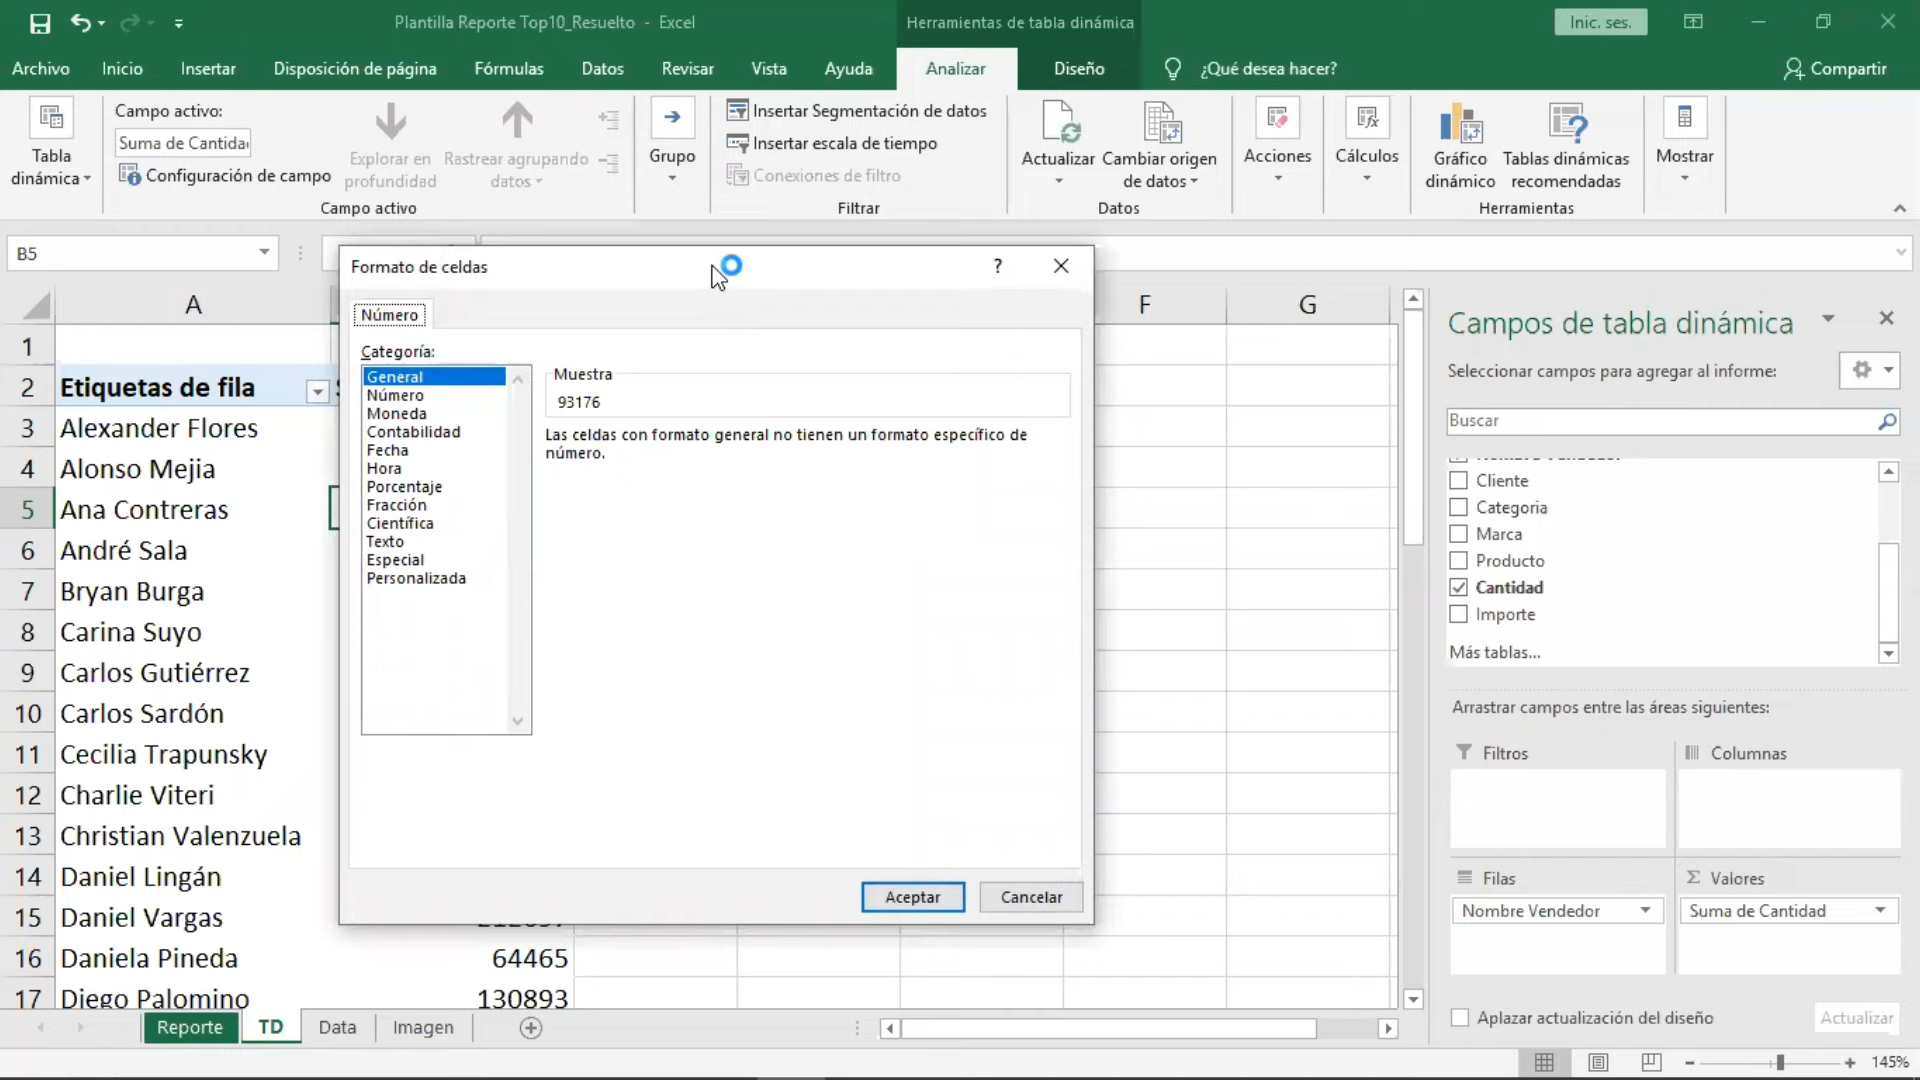 Plantilla Reporte Top10_Resuelto - Excel
Herramientas de tabla dinámica
Inic. ses.
Archivo Inicio Insertar Disposición de página Fórmulas Datos Revisar Vista Ayuda Analizar Diseño ¿Qué desea hacer? Compartir
Tabla dinámica
Campo activo:
Suma de Cantida
Configuración de campo
Explorar en profundidad
Rastrear agrupando datos
Campo activo
Grupo
Insertar Segmentación de datos
Insertar escala de tiempo
Conexiones de filtro
Filtrar
Actualizar
Cambiar origen de datos
Datos
Acciones
Cálculos
Gráfico dinámico
Tablas dinámicas recomendadas
Herramientas
Mostrar
B5
A F G
1
2 Etiquetas de fila
3 Alexander Flores
4 Alonso Mejia
5 Ana Contreras
6 André Sala
7 Bryan Burga
8 Carina Suyo
9 Carlos Gutiérrez
10 Carlos Sardón
11 Cecilia Trapunsky
12 Charlie Viteri
13 Christian Valenzuela
14 Daniel Lingán
15 Daniel Vargas
16 Daniela Pineda 64465
17 Diego Palomino 130893
Formato de celdas ?
Número
Categoría:
General
Número
Moneda
Contabilidad
Fecha
Hora
Porcentaje
Fracción
Científica
Texto
Especial
Personalizada
Muestra
93176
Las celdas con formato general no tienen un formato específico de
número.
Aceptar Cancelar
Campos de tabla dinámica
Seleccionar campos para agregar al informe:
Buscar
Cliente
Categoria
Marca
Producto
Cantidad
Importe
Más tablas...
Arrastrar campos entre las áreas siguientes:
Filtros Columnas
Filas Σ Valores
Nombre Vendedor Suma de Cantidad
Aplazar actualización del diseño Actualizar
Reporte TD Data Imagen
145%